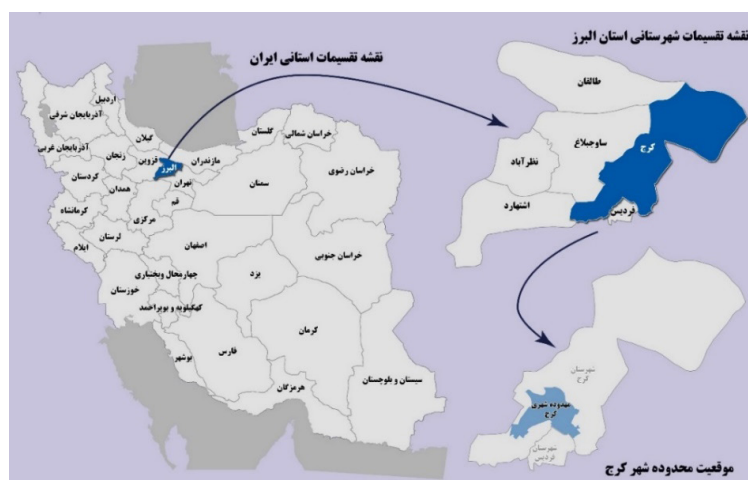 نقشه تقسیمات شهرستانی استان البرز
نقشه تقسیمات استانی ایران
طالقان
کرج
ساوجبلاغ
نظرآباد
اشتهارد
فردیس
اردبیل
آذربایجان شرقی
آذربایجان غربی
گیلان
زنجان
قزوین
البرز
مازندران
گلستان
خراسان شمالی
خراسان رضوی
کردستان
همدان
تهران
قم
سمنان
کرمانشاه
مرکزی
لرستان
ایلام
اصفهان
خراسان جنوبی
یزد
چهارمحال وبختیاری
خوزستان
کهگیلویه و بویراحمد
کرمان
فارس
بوشهر
هرمزگان
سیستان و بلوچستان
شهرستان
کرج
محدوده شهری
کرج
شهرستان
فردیس
موقعیت محدوده شهر کرج